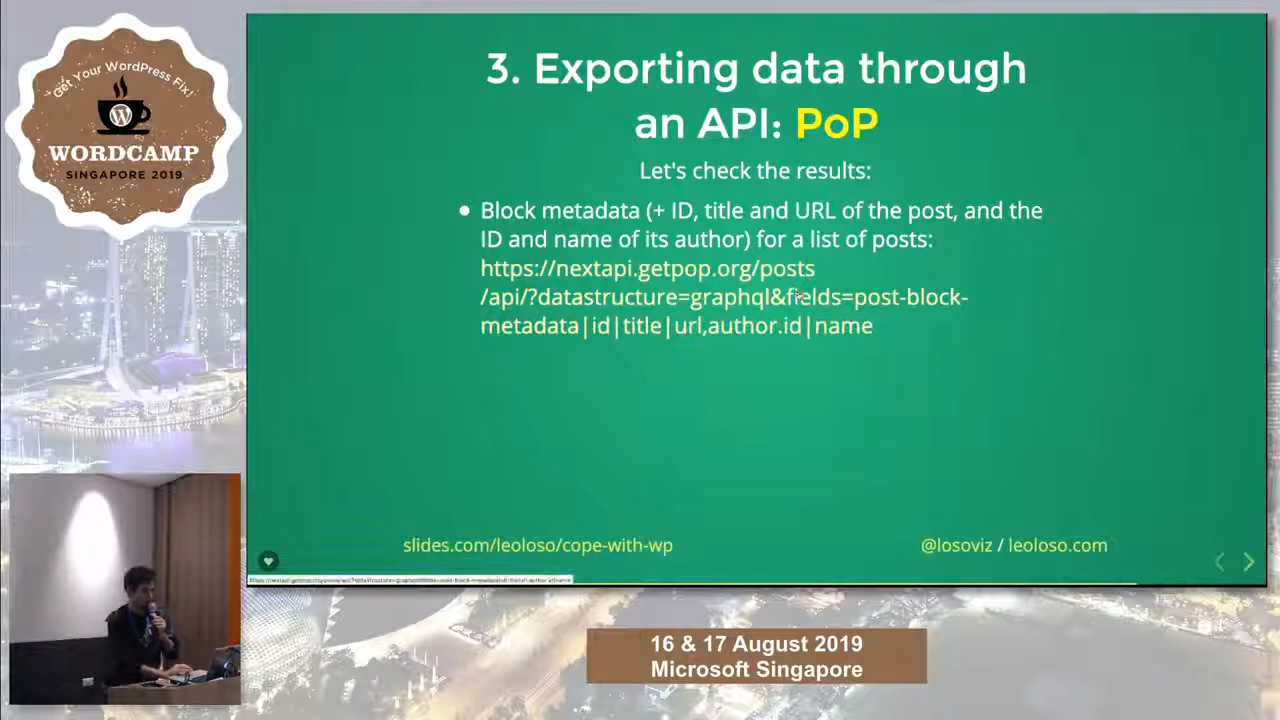 Get Your WordPress Fix!
WORDCAMP
SINGAPORE 2019
3. Exporting data through
an API: PoP
Let's check the results:
Block metadata (+ ID, title and URL of the post, and the
ID and name of its author) for a list of posts:
https://nextapi.getpop.org/posts
/api/?datastructure=graphql&fields=post-block-
metadata|id|title|url,author.id|name
slides.com/leoloso/cope-with-wp
@losoviz / leoloso.com
16 & 17 August 2019
Microsoft Singapore